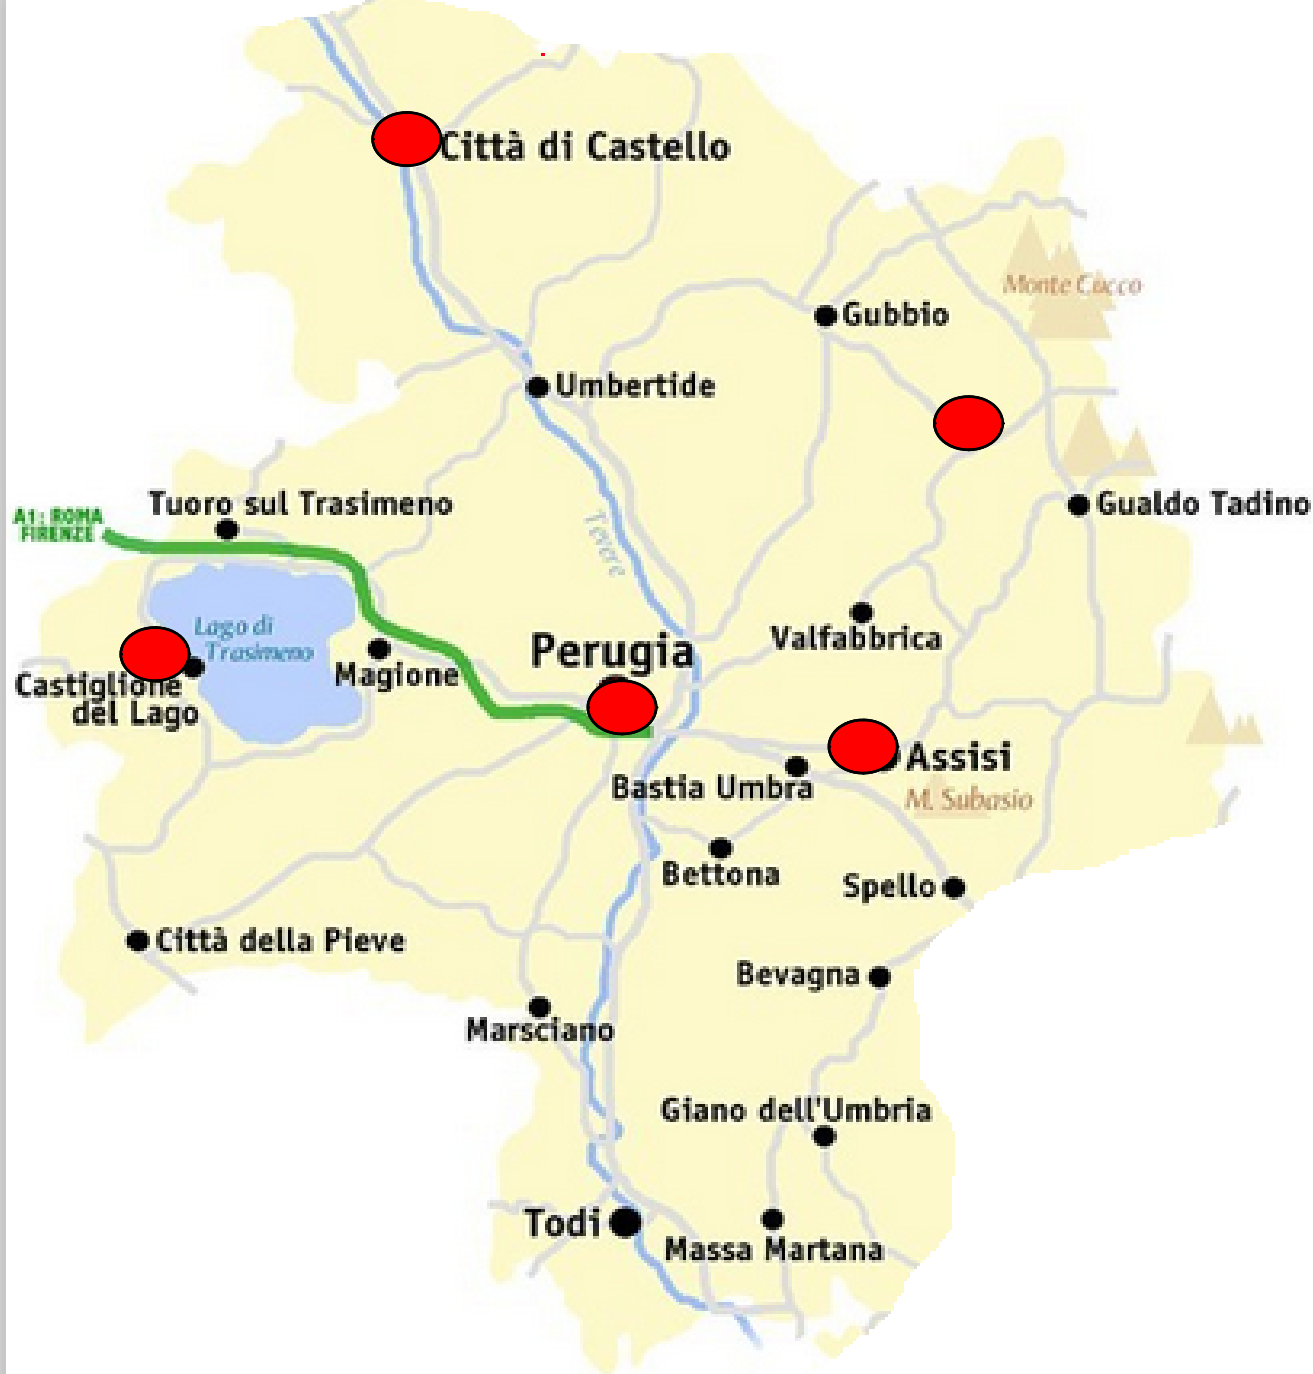 Città di Castello
Monte Cucco
Gubbio
Umbertide
Tuoro sul Trasimeno
Gualdo Tadino
A1: ROMA
FIRENZE
Tevere
Lago di
Trasimeno
Valfabbrica
Perugia
Magione
Castiglione
del Lago
Assisi
Bastia Umbra
M. Subasio
Bettona
Spello
Città della Pieve
Bevagna
Marsciano
Giano dell'Umbria
Todi
Massa Martana